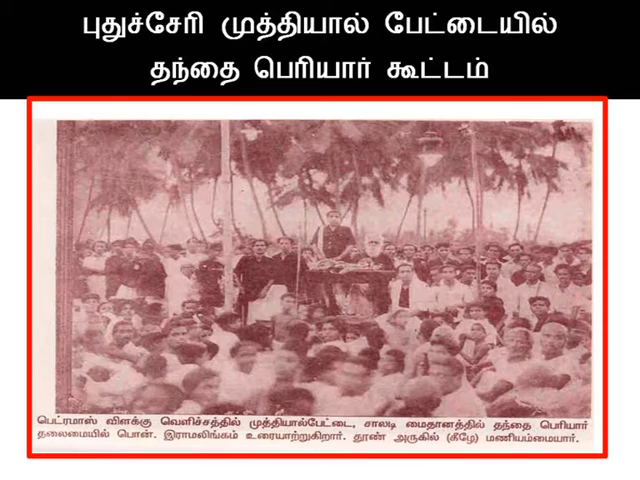 புதுச்சேரி முத்தியால் பேட்டையில்
தந்தை பெரியார் கூட்டம்
பெட்ரமாஸ் விளக்கு வெளிச்சத்தில் முத்தியால்பேட்டை, சாலடி மைதானத்தில் தந்தை பெரியார்
தலைமையில் பொன். இராமலிங்கம் உரையாற்றுகிறார். தூண் அருகில் (கீழே) மணியம்மையார்.